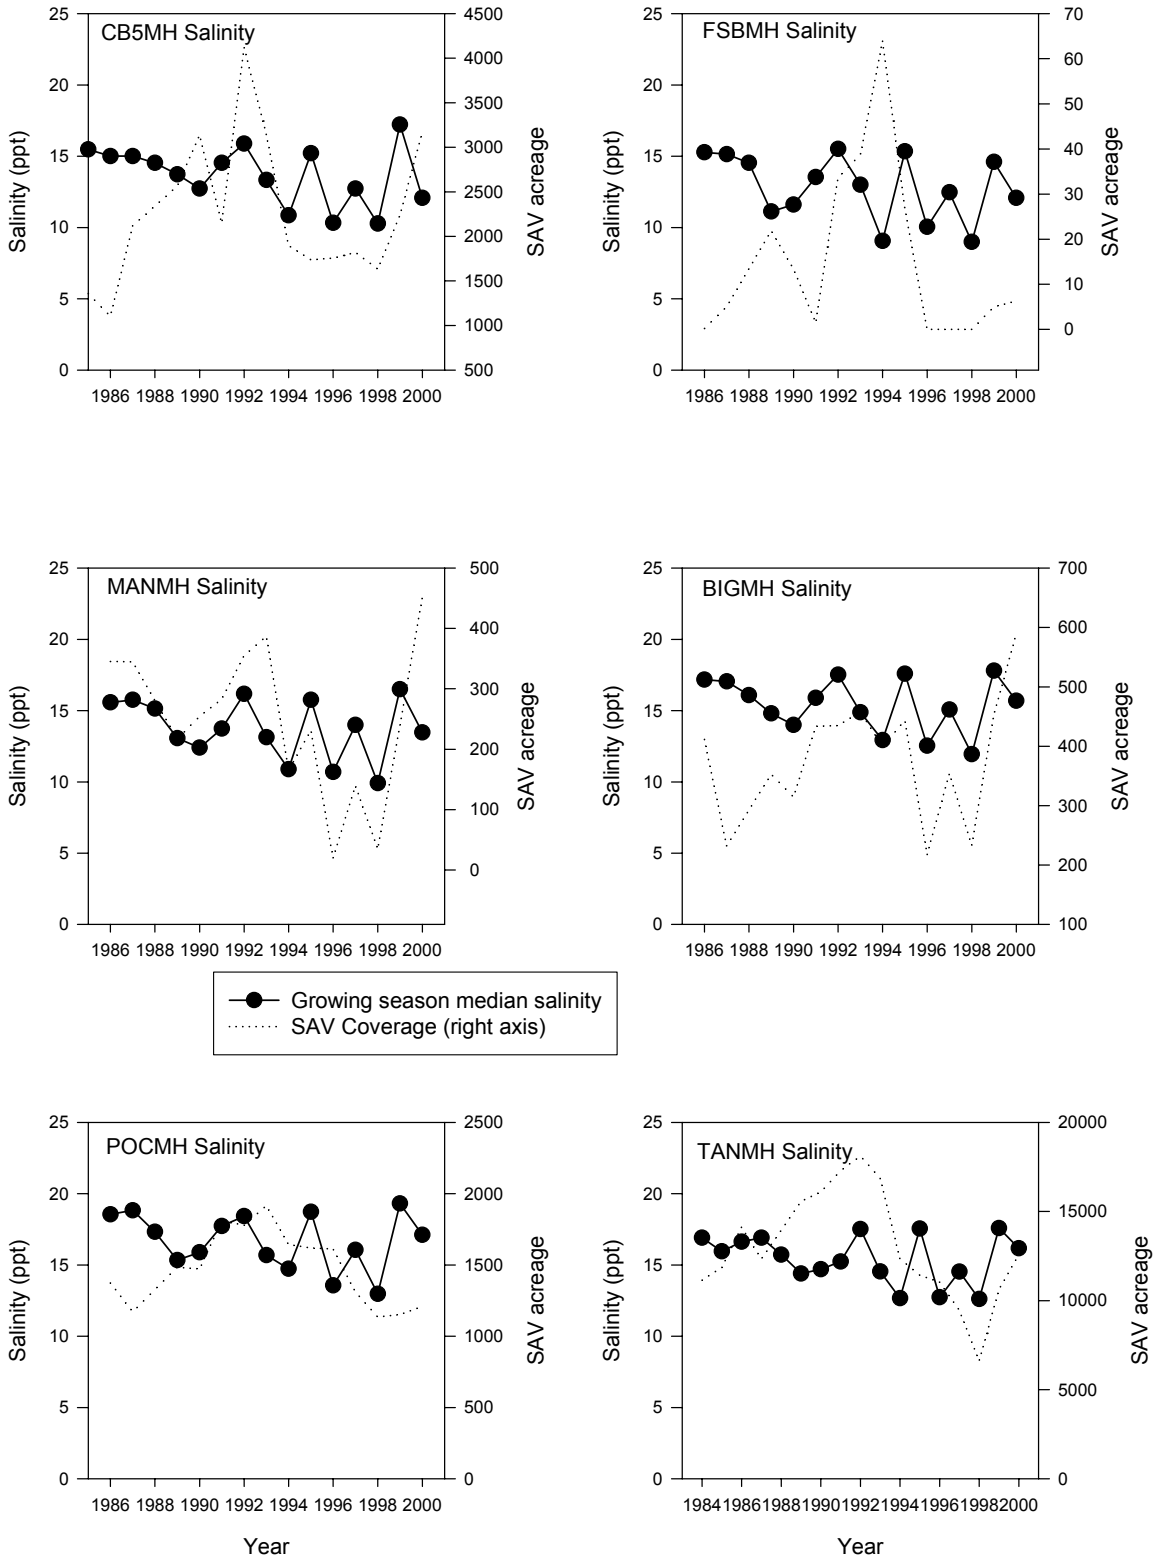 CB5MH Salinity
Salinity (ppt)
25
20
15
10
5
0
4500
4000
3500
3000
2500
2000
1500
1000
500
SAV acreage
1986 1988 1990 1992 1994 1996 1998 2000
FSBMH Salinity
Salinity (ppt)
25
20
15
10
5
0
70
60
50
40
30
20
10
0
SAV acreage
1986 1988 1990 1992 1994 1996 1998 2000
MANMH Salinity
Salinity (ppt)
25
20
15
10
5
0
500
400
300
200
100
0
SAV acreage
1986 1988 1990 1992 1994 1996 1998 2000
BIGMH Salinity
Salinity (ppt)
25
20
15
10
5
0
700
600
500
400
300
200
100
SAV acreage
1986 1988 1990 1992 1994 1996 1998 2000
Growing season median salinity
SAV Coverage (right axis)
POCMH Salinity
Salinity (ppt)
25
20
15
10
5
0
2500
2000
1500
1000
500
0
SAV acreage
1986 1988 1990 1992 1994 1996 1998 2000
Year
TANMH Salinity
Salinity (ppt)
25
20
15
10
5
0
20000
15000
10000
5000
0
SAV acreage
1984 1986 1988 1990 1992 1994 1996 1998 2000
Year